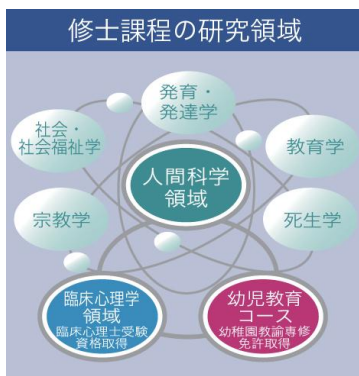 修士課程の研究領域
発育・
発達学
社会・
社会福祉学
教育学
人間科学
領域
宗教学
死生学
臨床心理学
領域
臨床心理士受験
資格取得
幼児教育
コース
幼稚園教諭専修
免許取得